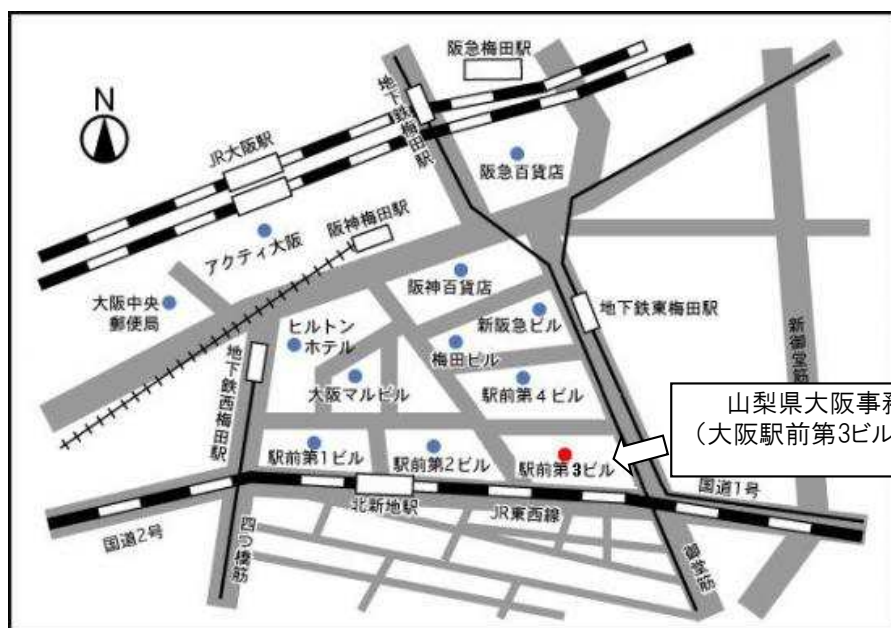 阪急梅田駅
N
地下鉄梅田駅
JR大阪駅
阪急百貨店
阪神梅田駅
アクティ大阪
阪神百貨店
大阪中央
郵便局
地下鉄東梅田駅
新阪急ビル
ヒルトン
ホテル
梅田ビル
新御堂筋
地下鉄西梅田駅
大阪マルビル
駅前第4ビル
山梨県大阪事務
（大阪駅前第3ビル
駅前第1ビル
駅前第2ビル
駅前第3ビル
国道1号
北新地駅
JR東西線
国道2号
四つ橋筋
御堂筋